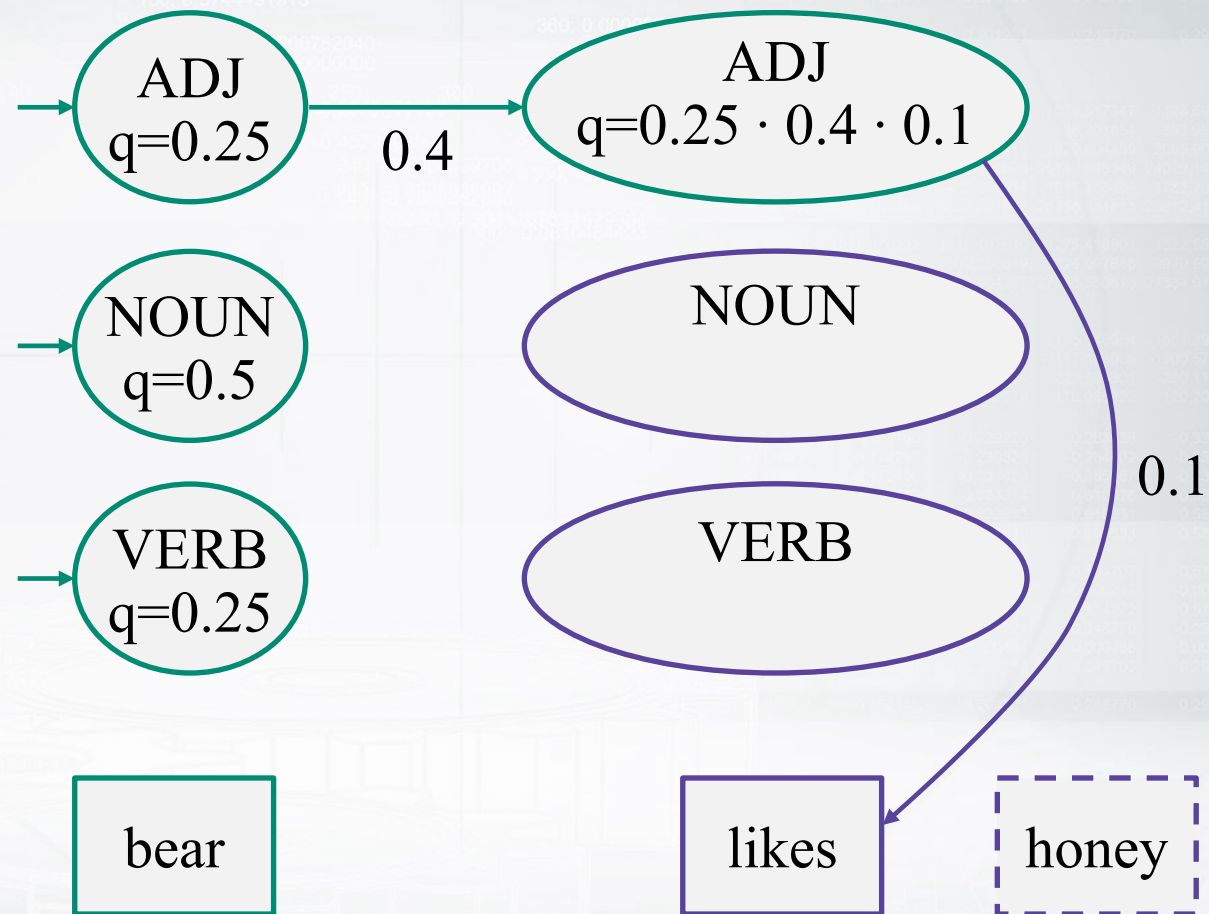 ADJ
q=0.25
0.4
ADJ
q=0.25 · 0.4 · 0.1
NOUN
q=0.5
NOUN
VERB
q=0.25
VERB
0.1
bear
likes
honey